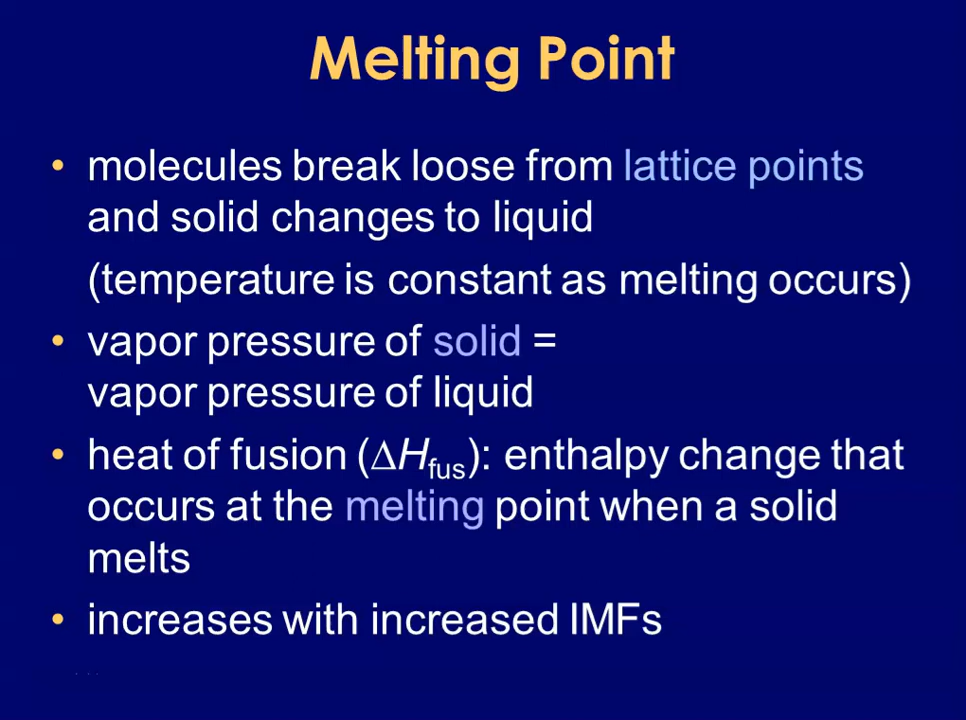 Melting Point
• molecules break loose from lattice points
and solid changes to liquid
(temperature is constant as melting occurs)
• vapor pressure of solid =
vapor pressure of liquid
• heat of fusion (∆H_fus): enthalpy change that
occurs at the melting point when a solid
melts
• increases with increased IMFs